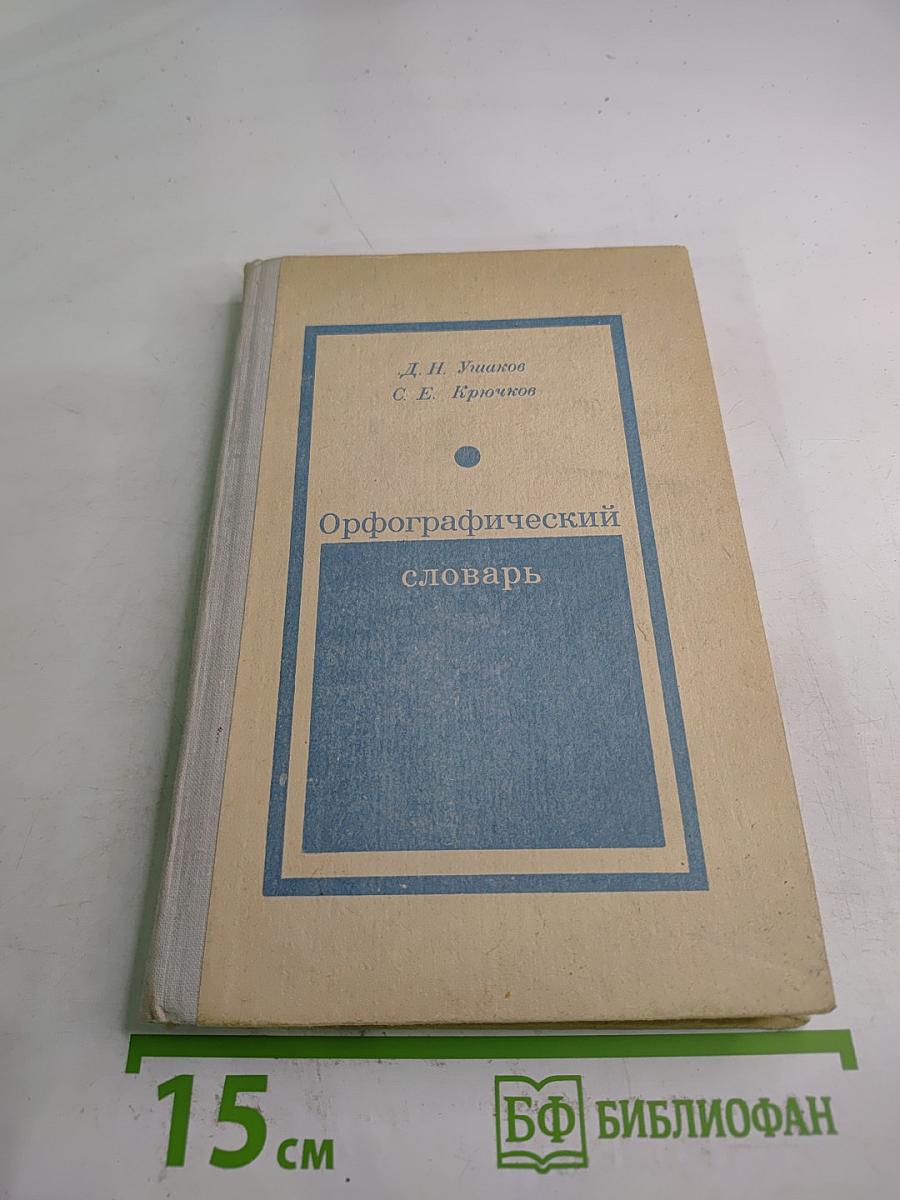 Д. Н. Ушаков
С. Е. Крючков
Орфографический
словарь
15 см
БФ БИБЛИОФАН